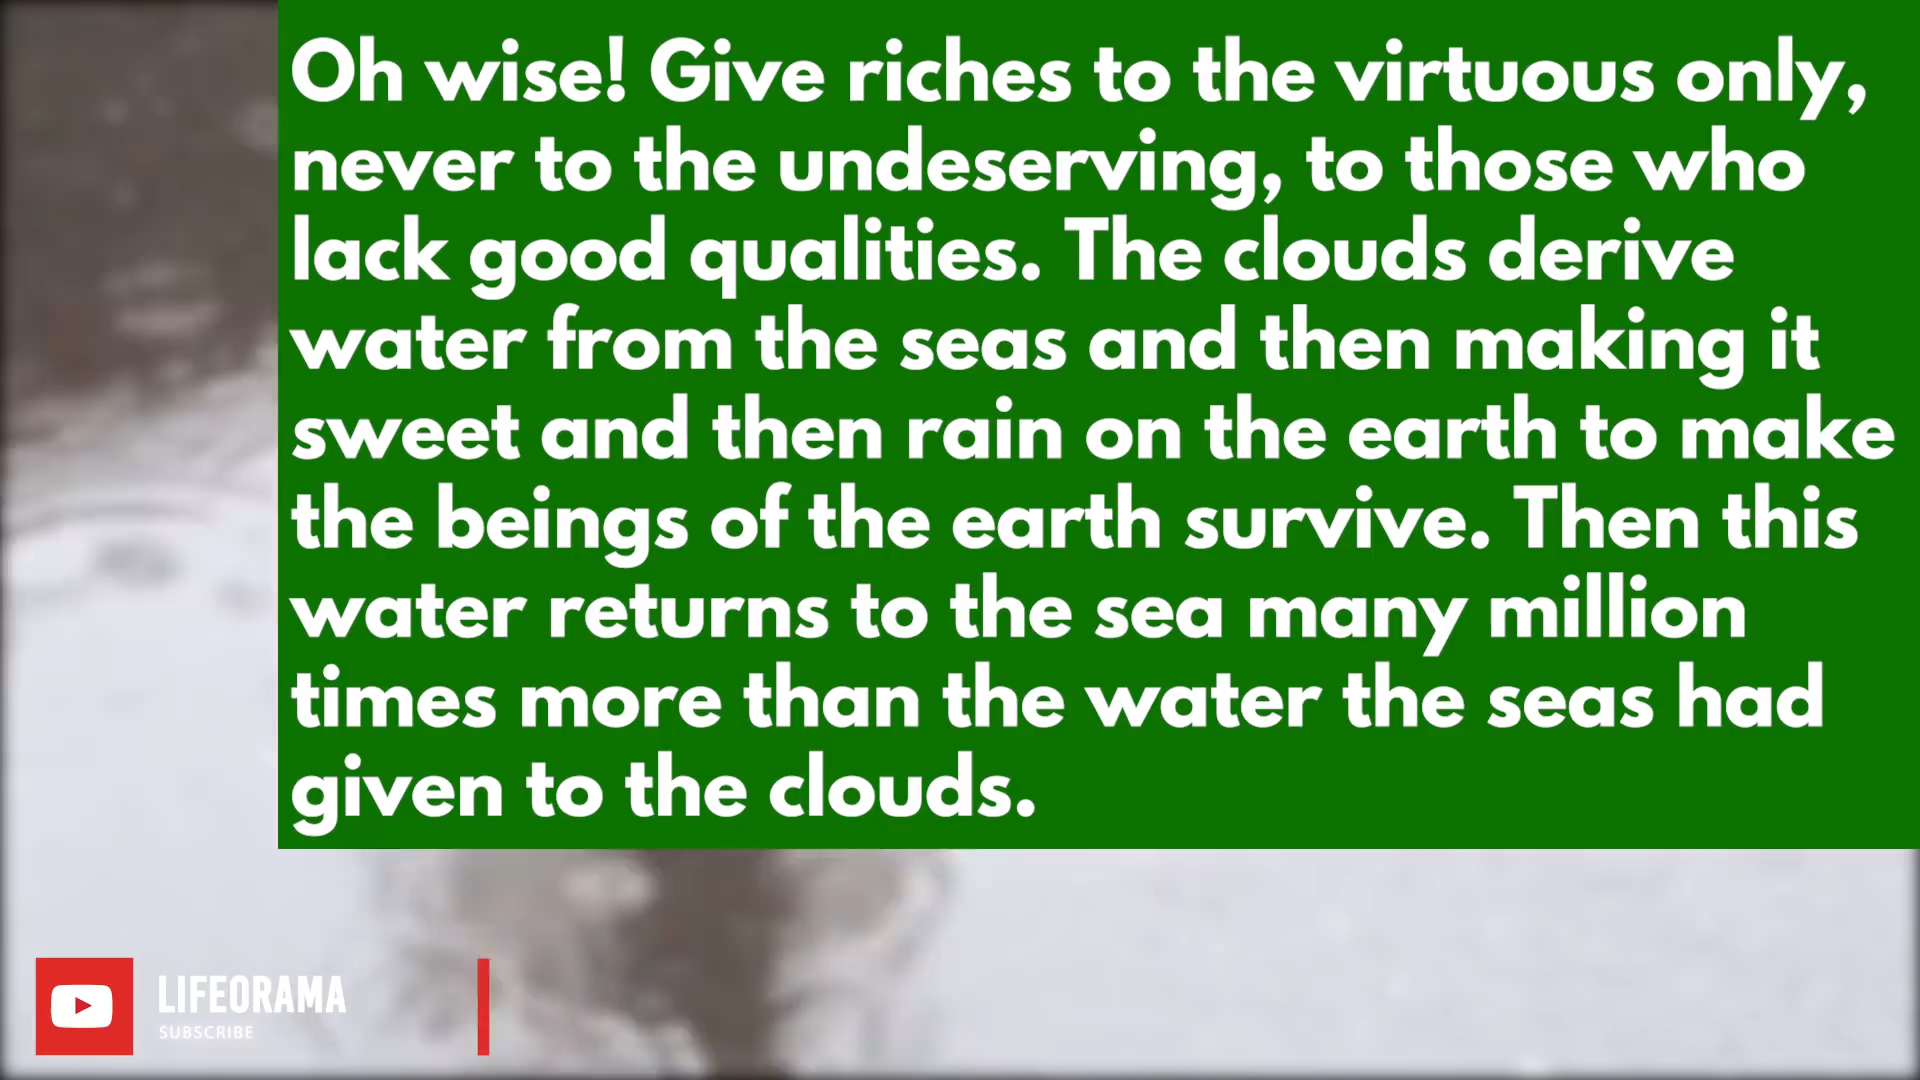 Oh wise! Give riches to the virtuous only,
never to the undeserving, to those who
lack good qualities. The clouds derive
water from the seas and then making it
sweet and then rain on the earth to make
the beings of the earth survive. Then this
water returns to the sea many million
times more than the water the seas had
given to the clouds.
LIFEORAMA
SUBSCRIBE